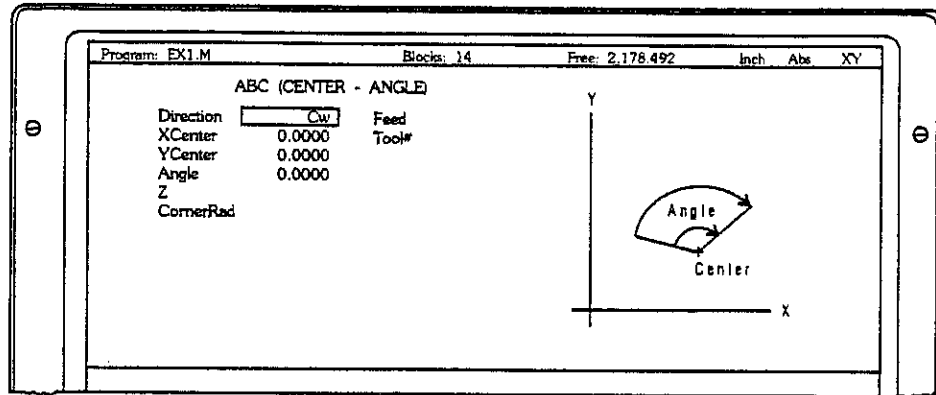 Program: EX1.M Blocks: 14 Free: 2,178.492 Inch Abs XY
ABC (CENTER - ANGLE)
Direction Cw Feed
XCenter 0.0000 Tool#
YCenter 0.0000
Angle 0.0000
Z
CornerRad
Y
Angle
Center
X